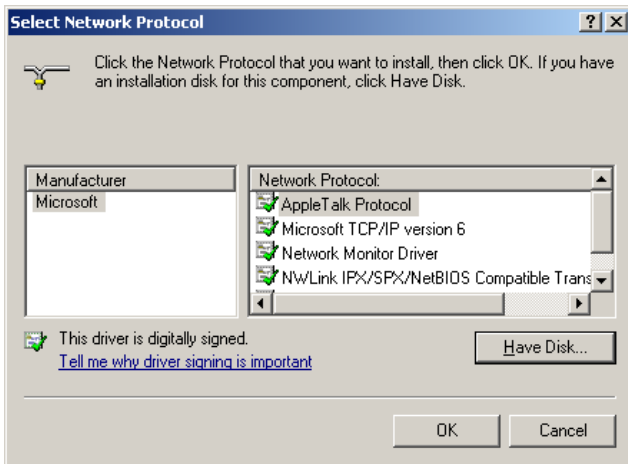 Select Network Protocol
Click the Network Protocol that you want to install, then click OK. If you have
an installation disk for this component, click Have Disk.
Manufacturer
Microsoft
Network Protocol:
AppleTalk Protocol
Microsoft TCP/IP version 6
Network Monitor Driver
NWLink IPX/SPX/NetBIOS Compatible Trans
This driver is digitally signed.
Tell me why driver signing is important
Have Disk...
OK
Cancel